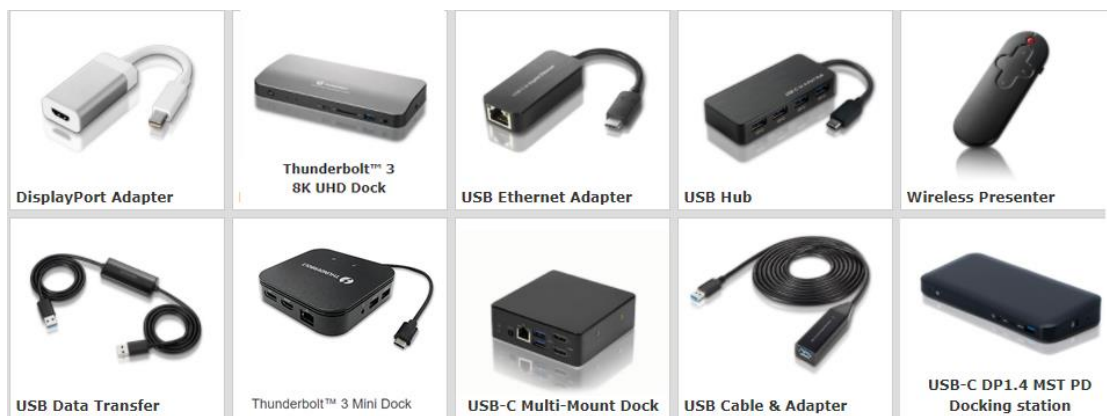 DisplayPort Adapter
Thunderbolt™ 3
8K UHD Dock
USB Ethernet Adapter
USB Hub
Wireless Presenter
USB Data Transfer
THUNDERBOLT
Thunderbolt™ 3 Mini Dock
USB-C Multi-Mount Dock
USB Cable & Adapter
USB-C DP1.4 MST PD
Docking station